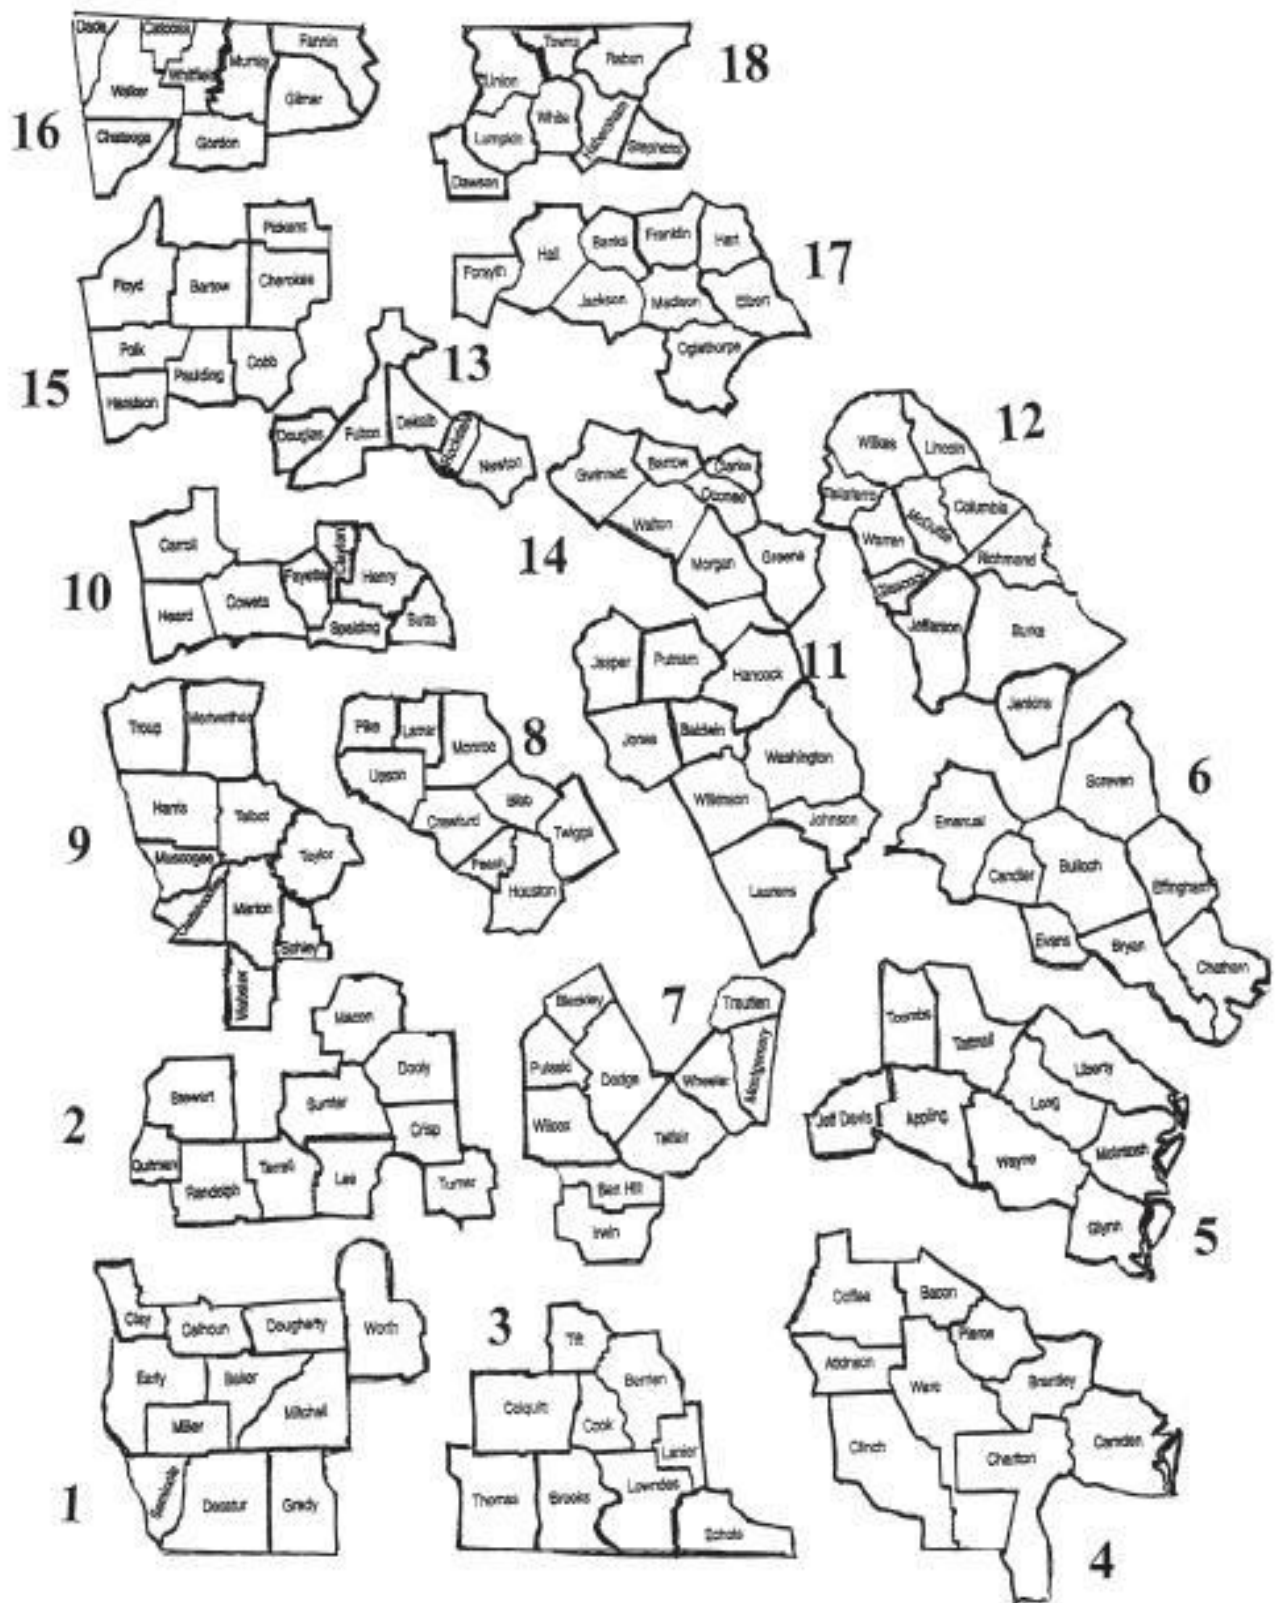 Dade
Catoosa
Whitfield
Murray
Fannin
Walker
Gilmer
Chatooga
Gordon
16
Towns
Rabun
Union
White
Lumpkin
Habersham
Stephens
Dawson
18
Pickens
Floyd
Bartow
Cherokee
Polk
Paulding
Cobb
Haralson
15
Hall
Banks
Franklin
Hart
Forsyth
Jackson
Madison
Elbert
Oglethorpe
17
13
Douglas
Fulton
Dekalb
Rockdale
Newton
Gwinnett
Barrow
Clarke
Oconee
Walton
Morgan
Greene
14
Wilkes
Lincoln
Taliaferro
Columbia
McDuffie
Warren
Richmond
Glascock
Jefferson
Burke
Jenkins
12
Carroll
Clayton
Fayette
Henry
Heard
Coweta
Spalding
Butts
10
Jasper
Putnam
Hancock
Jones
Baldwin
Washington
Wilkinson
Johnson
Laurens
11
Troup
Meriwether
Harris
Talbot
Muscogee
Taylor
Chattahoochee
Marion
Schley
Webster
9
Pike
Lamar
Monroe
Upson
Bibb
Crawford
Twiggs
Peach
Houston
8
Screven
Emanuel
Candler
Bulloch
Effingham
Evans
Bryan
Chatham
6
Macon
Dooly
Stewart
Sumter
Crisp
Quitman
Randolph
Terrell
Lee
Turner
2
Bleckley
Treutlen
Pulaski
Dodge
Wheeler
Montgomery
Wilcox
Telfair
Ben Hill
Irwin
7
Toombs
Tattnall
Liberty
Jeff Davis
Appling
Long
Wayne
McIntosh
Glynn
5
Clay
Calhoun
Dougherty
Worth
Early
Baker
Miller
Mitchell
Seminole
Decatur
Grady
1
Tift
Berrien
Colquitt
Cook
Lanier
Thomas
Brooks
Lowndes
Echols
3
Coffee
Bacon
Pierce
Atkinson
Ware
Brantley
Clinch
Charlton
Camden
4